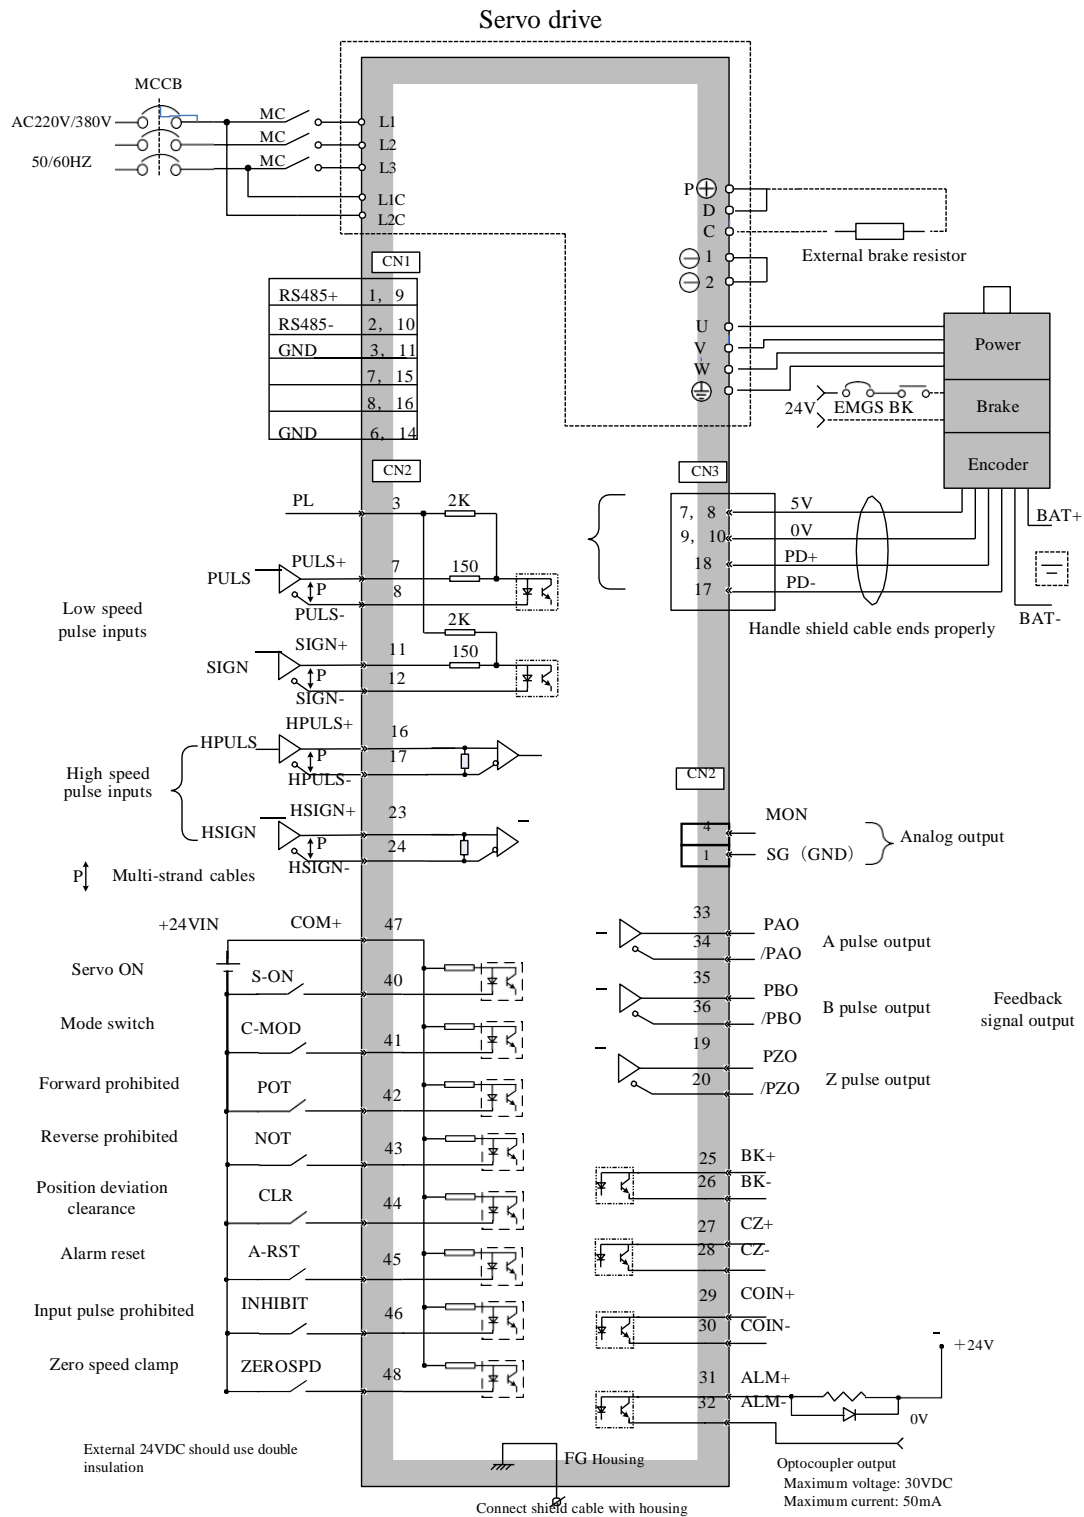 Servo drive
MCCB
AC220V/380V
50/60HZ
MC
MC
MC
L1
L2
L3
L1C
L2C
P
D
C
1
2
External brake resistor
U
V
W
Power
24V
EMGS BK
Brake
Encoder
CN1
RS485+ 1, 9
RS485- 2, 10
GND 3, 11
7, 15
8, 16
GND 6, 14
CN2
PL
3
2K
PULS
PULS+
7
150
P
8
PULS-
Low speed
pulse inputs
2K
SIGN
SIGN+
11
150
P
12
SIGN-
CN3
7, 8
5V
9, 10
0V
18
PD+
17
PD-
BAT+
BAT-
Handle shield cable ends properly
HPULS
HPULS+
16
P
17
HPULS-
High speed
pulse inputs
HSIGN
HSIGN+
23
P
24
HSIGN-
P
Multi-strand cables
CN2
4
MON
1
SG（GND）
Analog output
+24VIN
COM+
47
Servo ON
S-ON
40
Mode switch
C-MOD
41
Forward prohibited
POT
42
Reverse prohibited
NOT
43
Position deviation
clearance
CLR
44
Alarm reset
A-RST
45
Input pulse prohibited
INHIBIT
46
Zero speed clamp
ZEROSPD
48
33
PAO
34
/PAO
A pulse output
35
PBO
36
/PBO
B pulse output
19
PZO
20
/PZO
Z pulse output
Feedback
signal output
25
BK+
26
BK-
27
CZ+
28
CZ-
29
COIN+
30
COIN-
31
ALM+
32
ALM-
+24V
0V
External 24VDC should use double
insulation
FG Housing
Connect shield cable with housing
Optocoupler output
Maximum voltage: 30VDC
Maximum current: 50mA